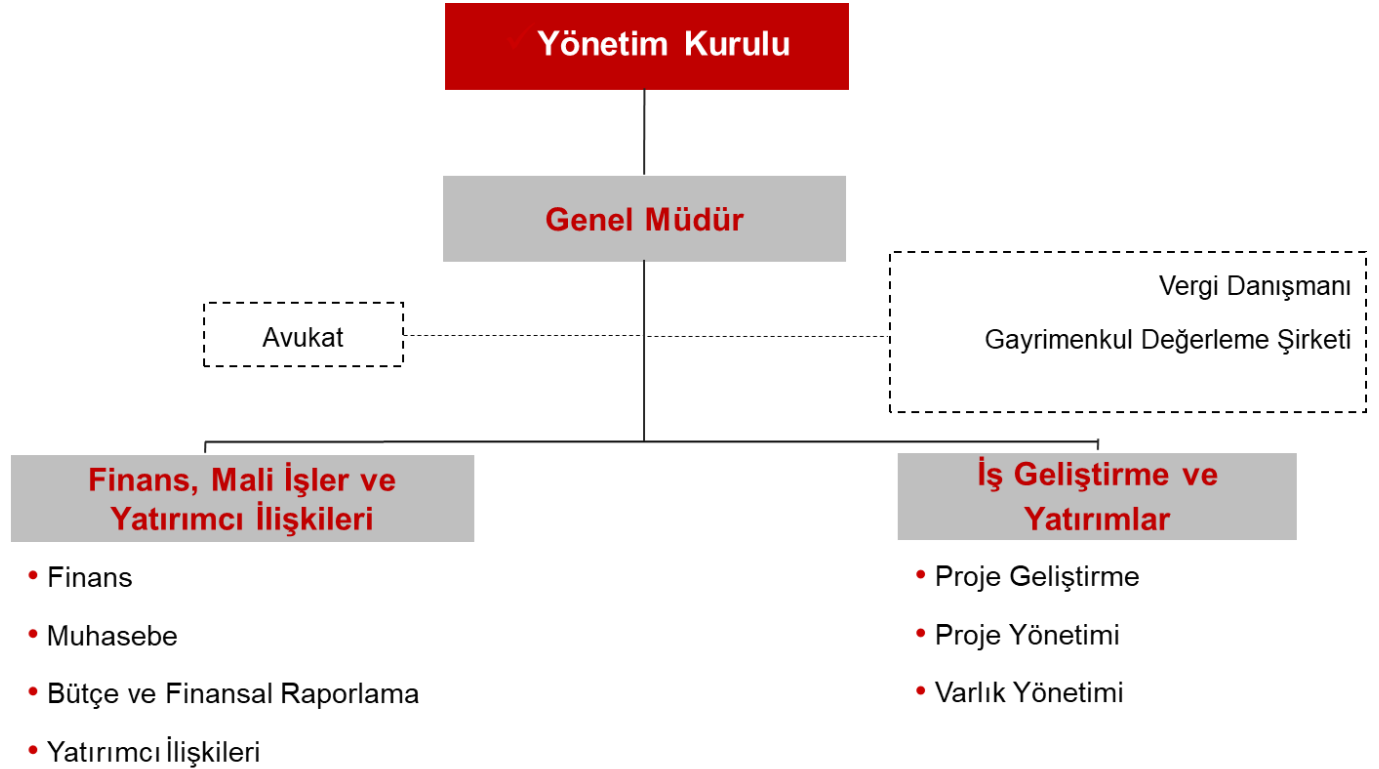 Yönetim Kurulu
Genel Müdür
Vergi Danışmanı
Gayrimenkul Değerleme Şirketi
Avukat
Finans, Mali İşler ve
Yatırımcı İlişkileri
• Finans
• Muhasebe
• Bütçe ve Finansal Raporlama
• Yatırımcı İlişkileri
İş Geliştirme ve
Yatırımlar
• Proje Geliştirme
• Proje Yönetimi
• Varlık Yönetimi